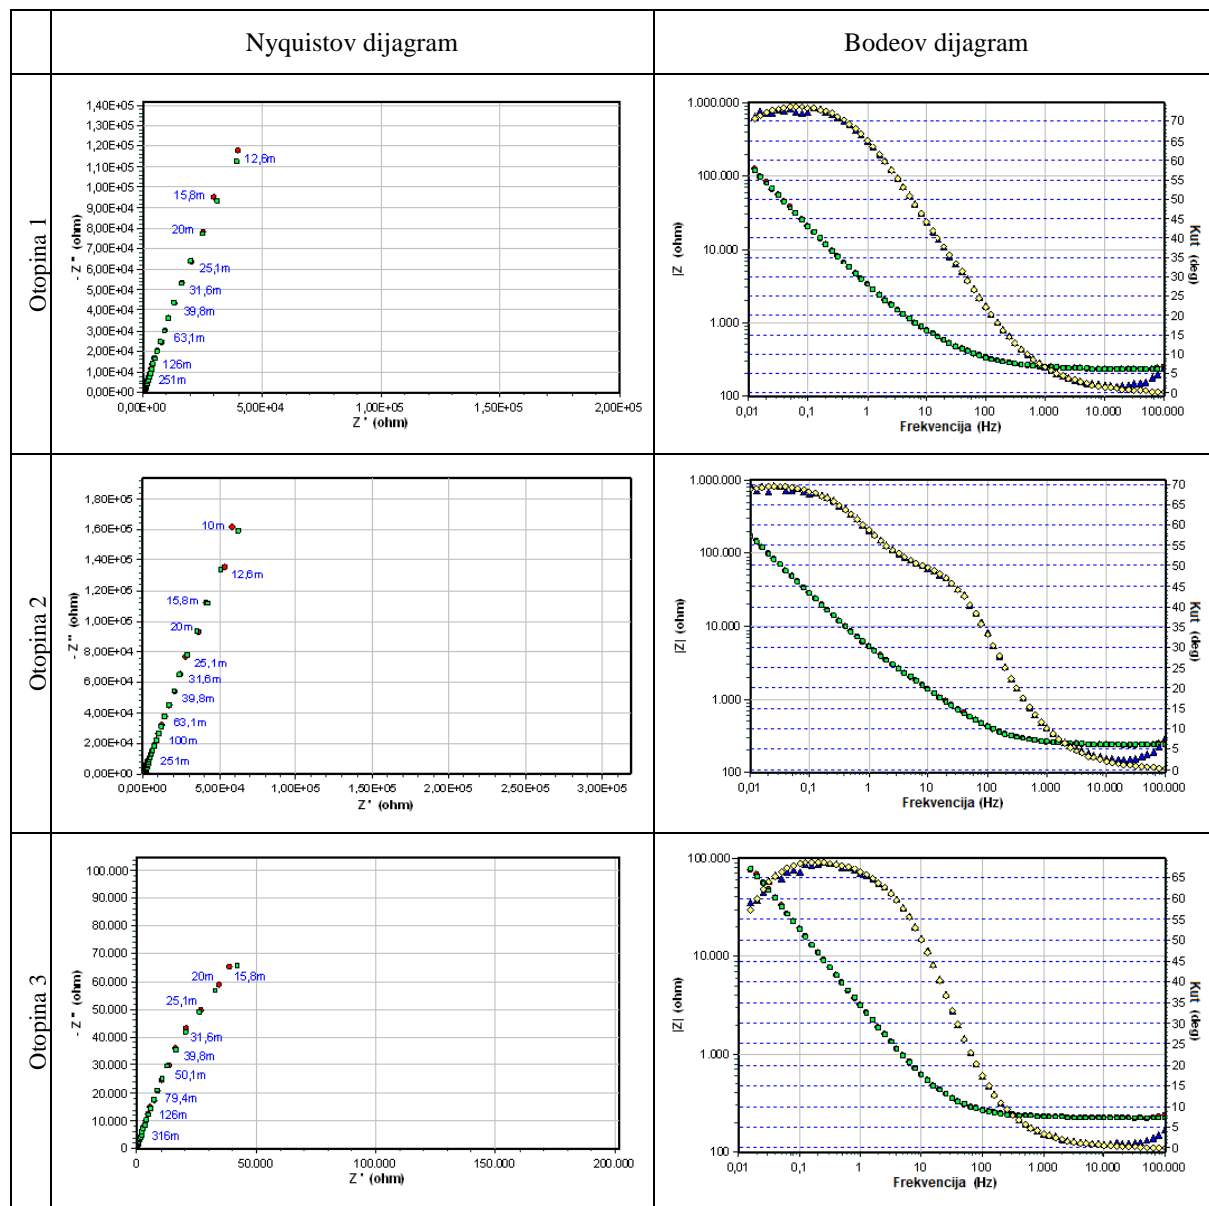 Nyquistov dijagram
Bodeov dijagram
Otopina 1
1,40E+05
1,30E+05
1,20E+05
1,10E+05
1,00E+05
9,00E+04
8,00E+04
7,00E+04
6,00E+04
5,00E+04
4,00E+04
3,00E+04
2,00E+04
1,00E+04
0,00E+00
- Z'' (ohm)
12,6m
15,8m
20m
25,1m
31,6m
39,8m
63,1m
126m
251m
0,00E+00 5,00E+04 1,00E+05 1,50E+05 2,00E+05
Z' (ohm)
1.000.000
100.000
10.000
1.000
100
|Z| (ohm)
70
65
60
55
50
45
40
35
30
25
20
15
10
5
0
Kut (deg)
0,01 0,1 1 10 100 1.000 10.000 100.000
Frekvencija (Hz)
Otopina 2
1,80E+05
1,60E+05
1,40E+05
1,20E+05
1,00E+05
8,00E+04
6,00E+04
4,00E+04
2,00E+04
0,00E+00
- Z'' (ohm)
10m
12,6m
15,8m
20m
25,1m
31,6m
39,8m
63,1m
100m
251m
0,00E+00 5,00E+04 1,00E+05 1,50E+05 2,00E+05 2,50E+05 3,00E+05
Z' (ohm)
1.000.000
100.000
10.000
1.000
100
|Z| (ohm)
70
65
60
55
50
45
40
35
30
25
20
15
10
5
0
Kut (deg)
0,01 0,1 1 10 100 1.000 10.000 100.000
Frekvencija (Hz)
Otopina 3
100.000
90.000
80.000
70.000
60.000
50.000
40.000
30.000
20.000
10.000
0
- Z'' (ohm)
20m
15,8m
25,1m
31,6m
39,8m
50,1m
79,4m
126m
316m
0 50.000 100.000 150.000 200.000
Z' (ohm)
100.000
10.000
1.000
100
|Z| (ohm)
65
60
55
50
45
40
35
30
25
20
15
10
5
0
Kut (deg)
0,01 0,1 1 10 100 1.000 10.000 100.000
Frekvencija (Hz)